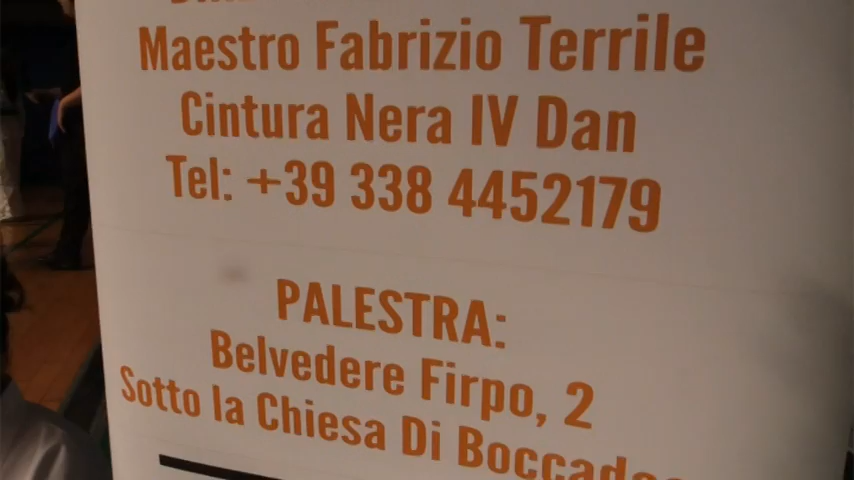 Maestro Fabrizio Terrile
Cintura Nera IV Dan
Tel: +39 338 4452179
PALESTRA:
Belvedere Firpo, 2
Sotto la Chiesa Di